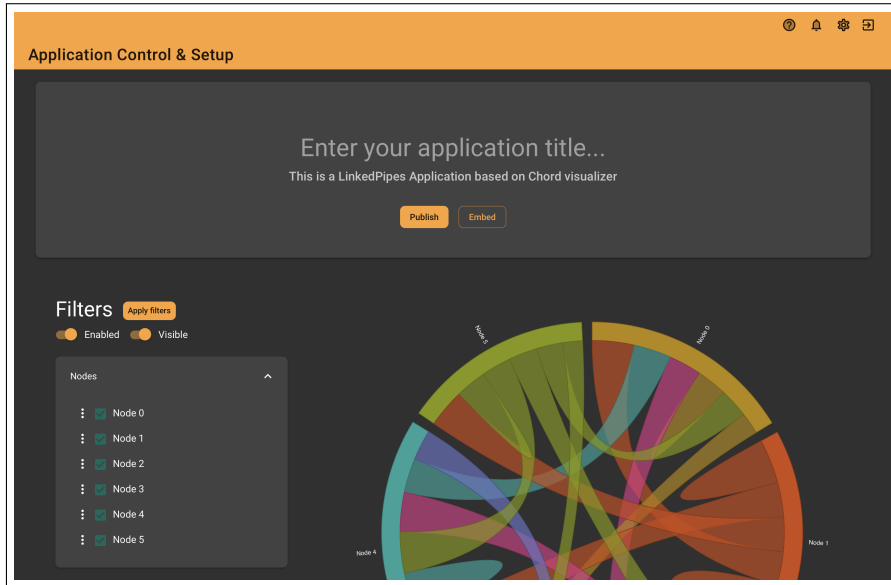 Application Control & Setup
Enter your application title...
This is a LinkedPipes Application based on Chord visualizer
Publish Embed
Filters Apply filters
Enabled Visible
Nodes
Node 0
Node 1
Node 2
Node 3
Node 4
Node 5
Node 5
Node 0
Node 4
Node 1